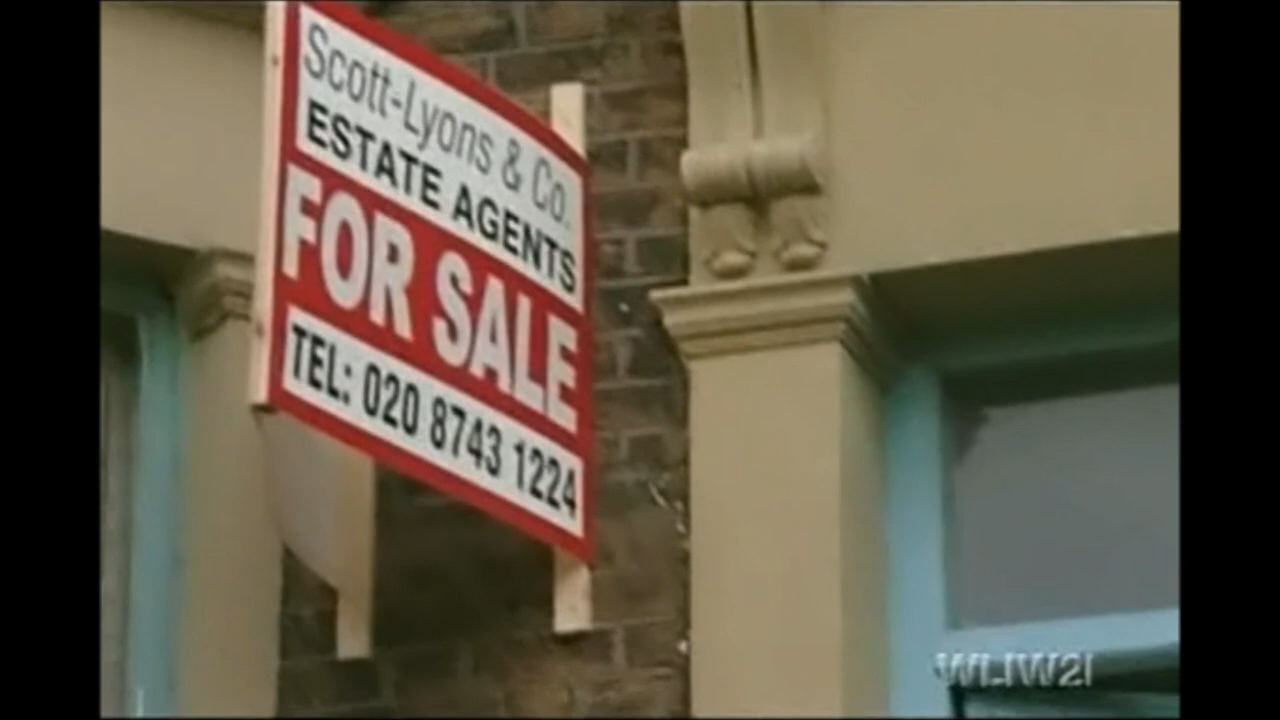 Scott-Lyons & Co.
ESTATE AGENTS
FOR SALE
TEL: 020 8743 1224
WLIW21